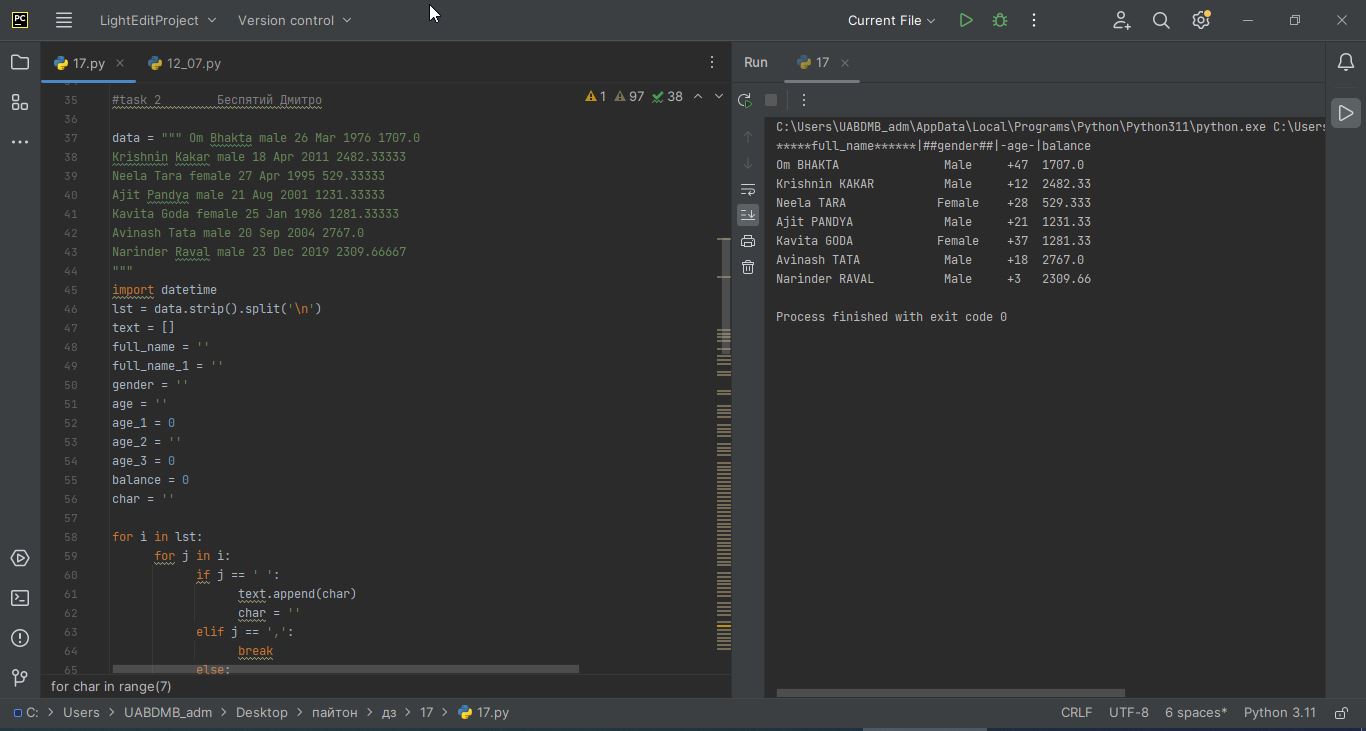 PC LightEditProject Version control Current File
17.py 12_07.py Run 17
35 #task 2 Беспятий Дмитро 1 97 38
36
37 data = """ Om Bhakta male 26 Mar 1976 1707.0
38 Krishnin Kakar male 18 Apr 2011 2482.33333
39 Neela Tara female 27 Apr 1995 529.33333
40 Ajit Pandya male 21 Aug 2001 1231.33333
41 Kavita Goda female 25 Jan 1986 1281.33333
42 Avinash Tata male 20 Sep 2004 2767.0
43 Narinder Raval male 23 Dec 2019 2309.66667
44 """
45 import datetime
46 lst = data.strip().split('\n')
47 text = []
48 full_name = ''
49 full_name_1 = ''
50 gender = ''
51 age = ''
52 age_1 = 0
53 age_2 = ''
54 age_3 = 0
55 balance = 0
56 char = ''
57
58 for i in lst:
59 for j in i:
60 if j == ' ':
61 text.append(char)
62 char = ''
63 elif j == ',':
64 break
65 else:
for char in range(7)
C:\Users\UABDMB_adm\AppData\Local\Programs\Python\Python311\python.exe C:\Users
*****full_name******|##gender##|-age-|balance
Om BHAKTA Male +47 1707.0
Krishnin KAKAR Male +12 2482.33
Neela TARA Female +28 529.333
Ajit PANDYA Male +21 1231.33
Kavita GODA Female +37 1281.33
Avinash TATA Male +18 2767.0
Narinder RAVAL Male +3 2309.66
Process finished with exit code 0
C: > Users > UABDMB_adm > Desktop > пайтон > дз > 17 > 17.py CRLF UTF-8 6 spaces* Python 3.11